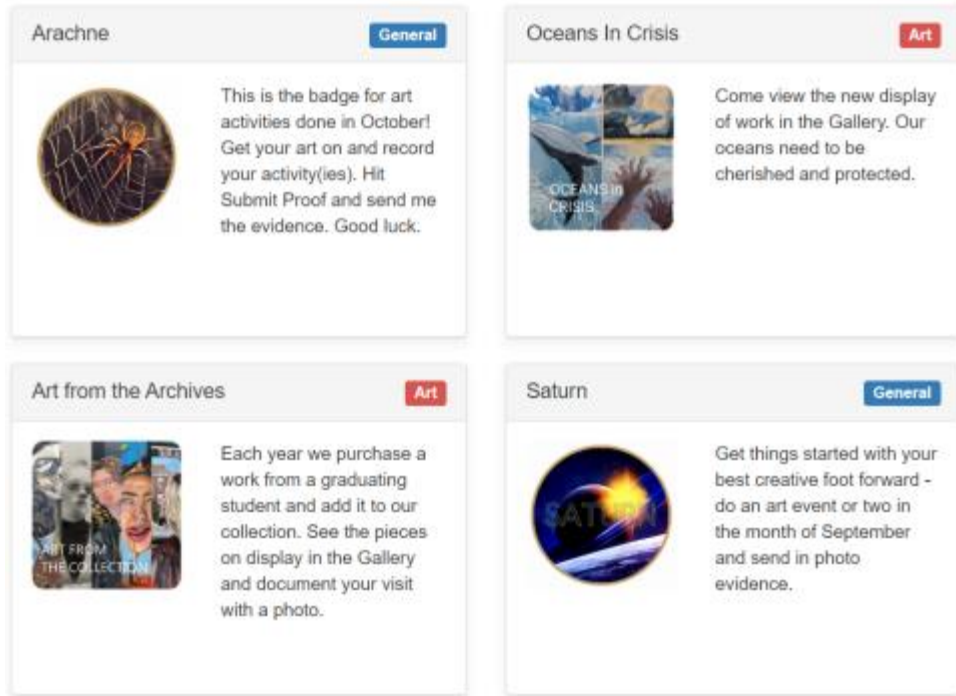 Arachne
General
This is the badge for art
activities done in October!
Get your art on and record
your activity(ies). Hit
Submit Proof and send me
the evidence. Good luck.
Oceans In Crisis
Art
OCEANS in
CRISIS
Come view the new display
of work in the Gallery. Our
oceans need to be
cherished and protected.
Art from the Archives
Art
ART FROM
THE COLLECTION
Each year we purchase a
work from a graduating
student and add it to our
collection. See the pieces
on display in the Gallery
and document your visit
with a photo.
Saturn
General
SATURN
Get things started with your
best creative foot forward -
do an art event or two in
the month of September
and send in photo
evidence.